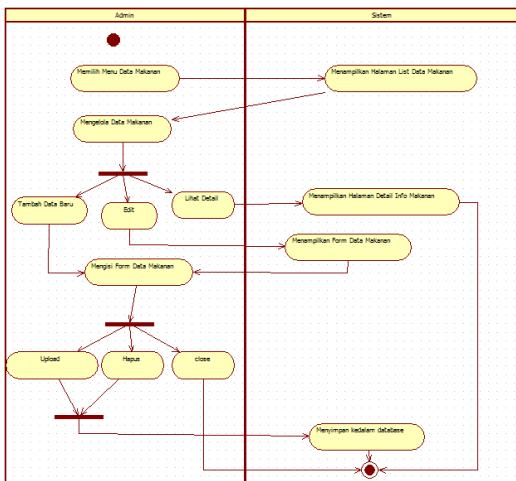 Admin
Sistem
Memilih Menu Data Makanan
Menampilkan Halaman List Data Makanan
Mengelola Data Makanan
Tambah Data Baru
Edit
Lihat Detail
Menampilkan Halaman Detail Info Makanan
Menampilkan Form Data Makanan
Mengisi Form Data Makanan
Upload
Hapus
close
Menyimpan kedalam database